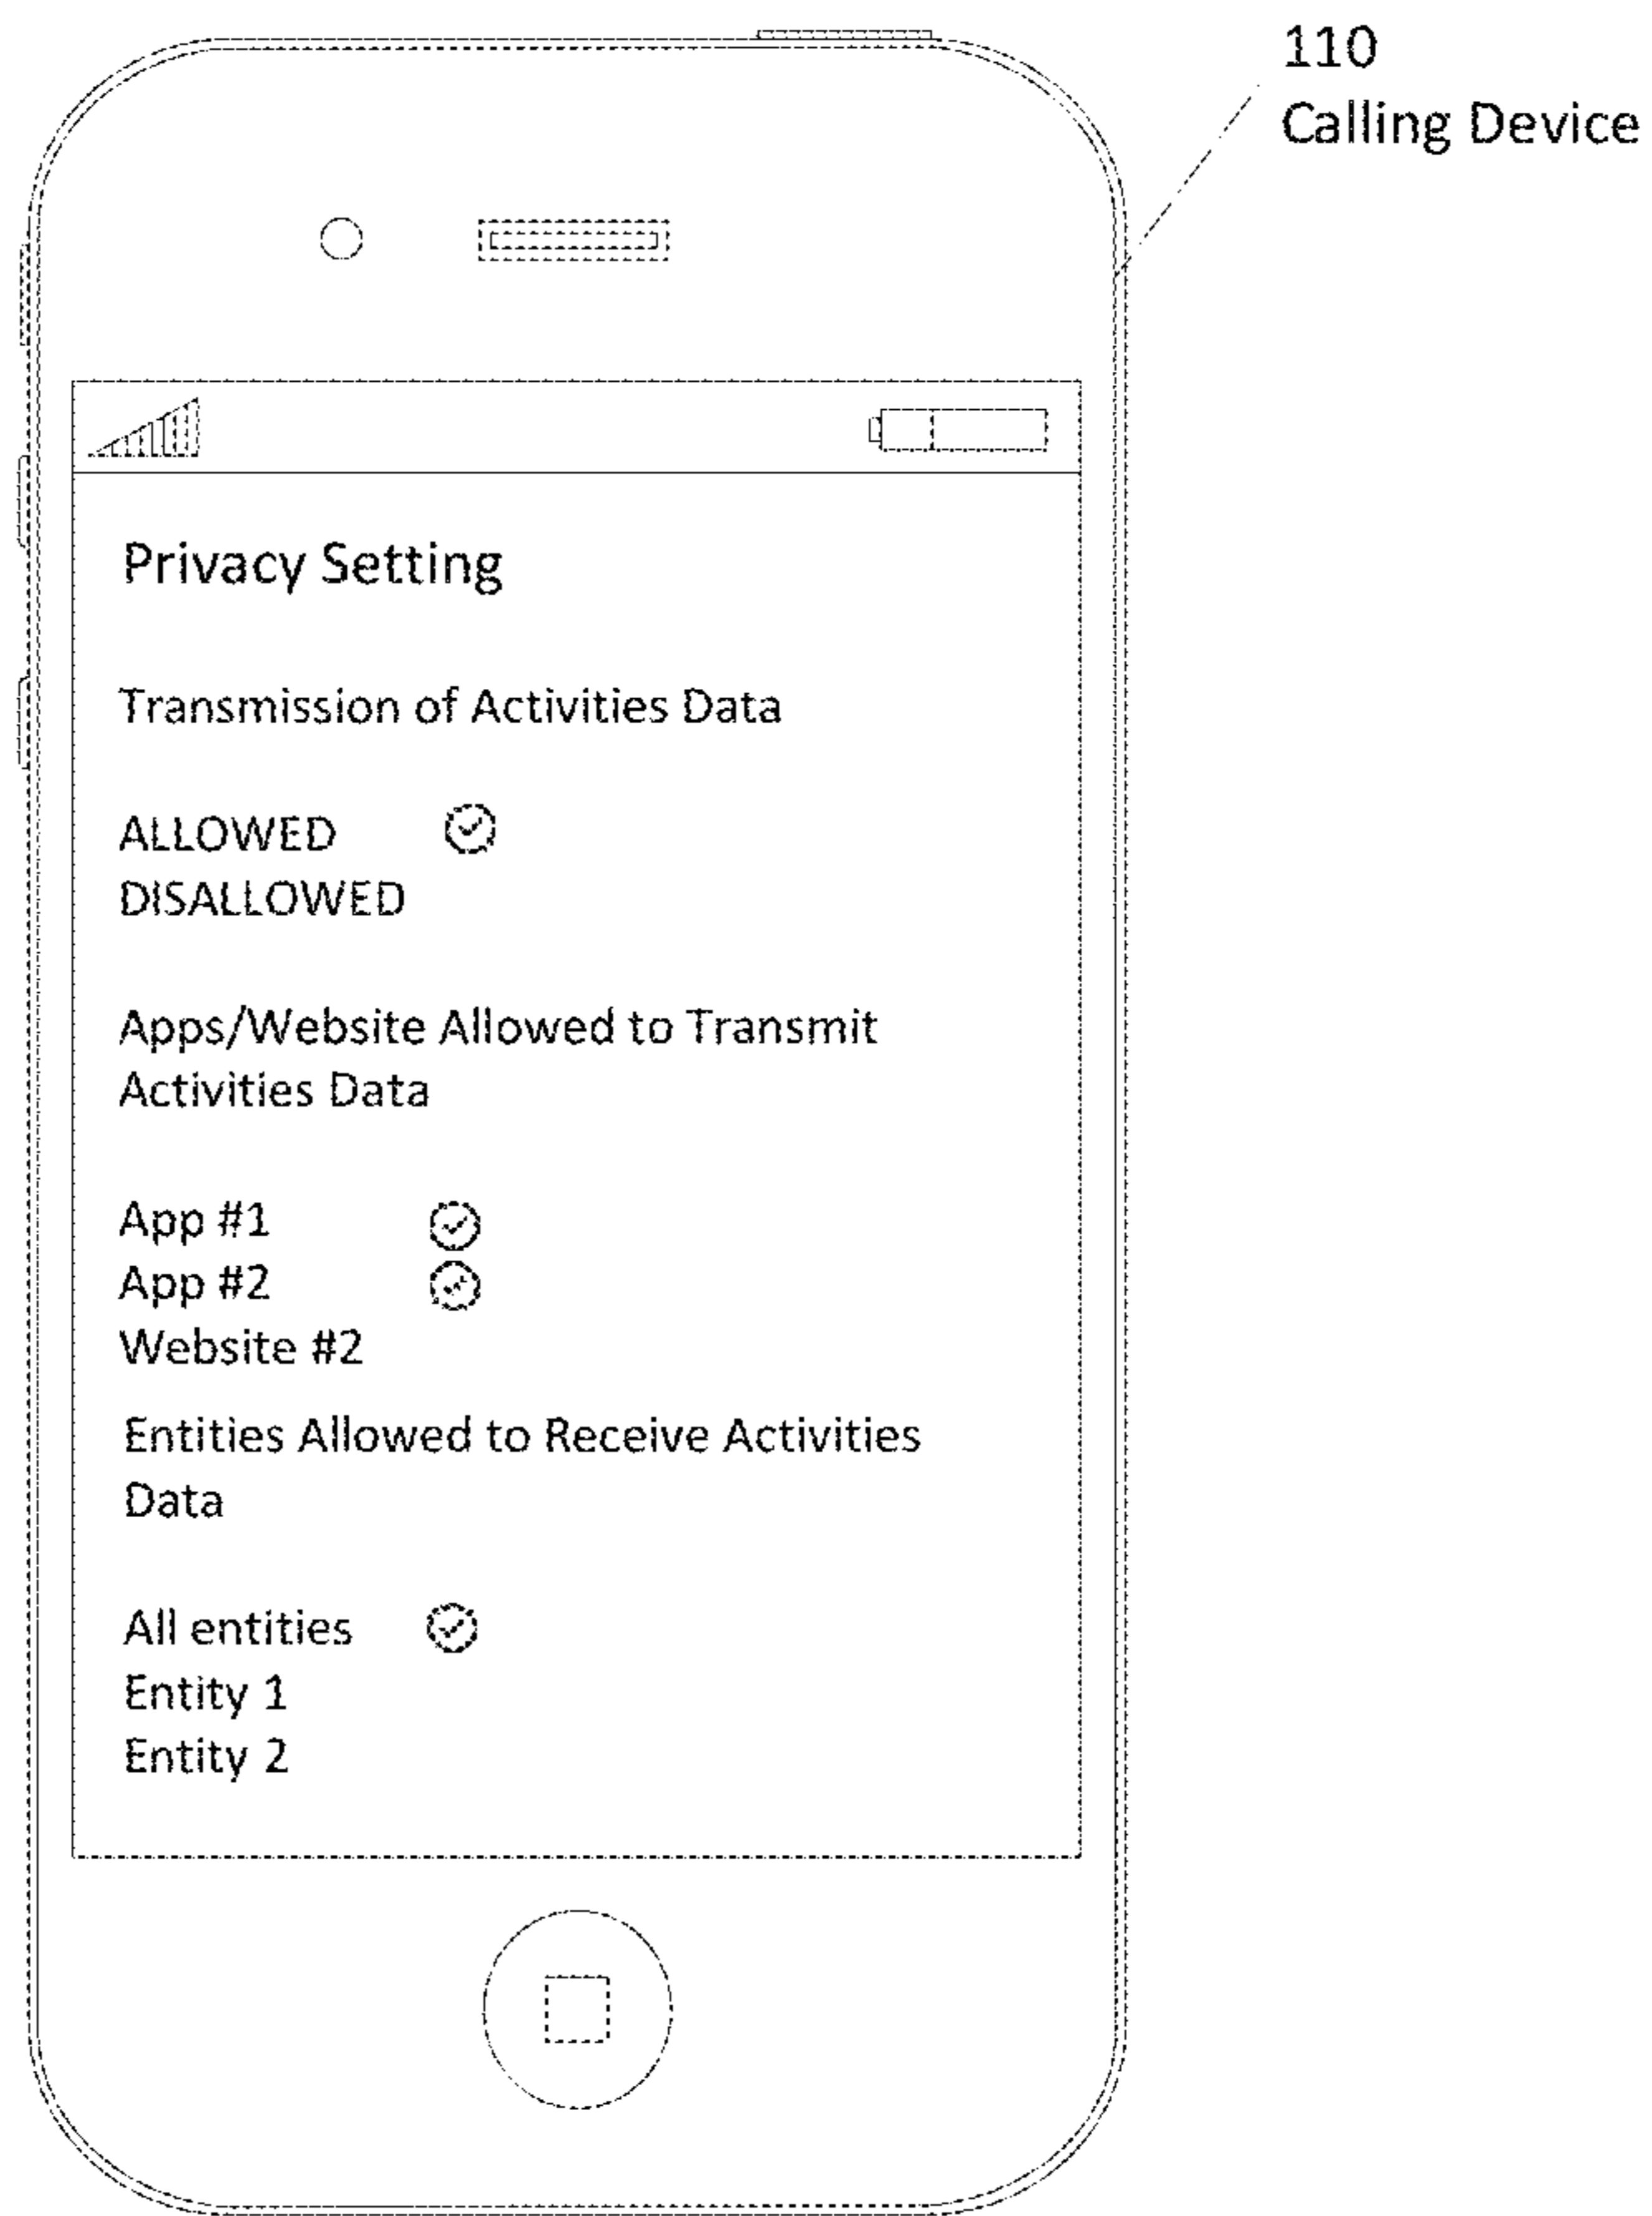 110
Calling Device
Privacy Setting
Transmission of Activities Data
ALLOWED
DISALLOWED
Apps/Website Allowed to Transmit
Activities Data
App #1
App #2
Website #2
Entities Allowed to Receive Activities
Data
All entities
Entity 1
Entity 2